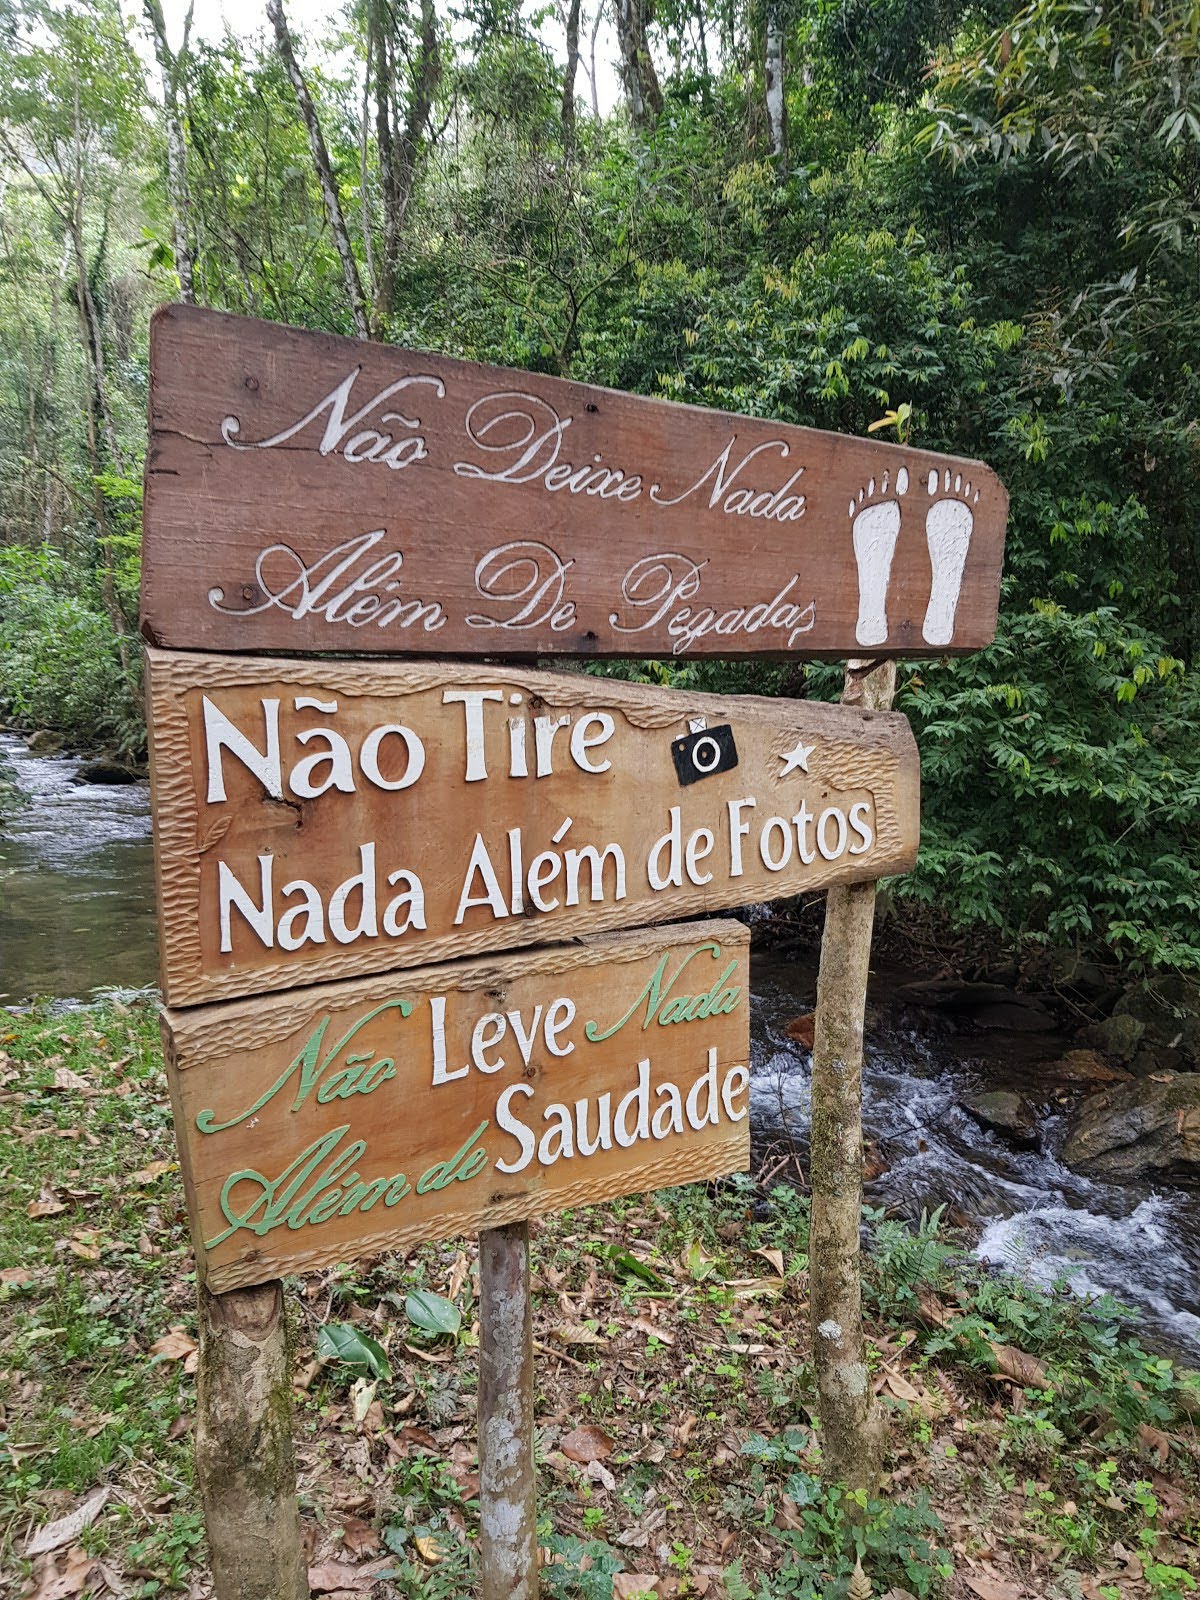 Não Deixe Nada
Além De Pegadas
Não Tire
Nada Além de Fotos
Não Leve Nada
Além de Saudade